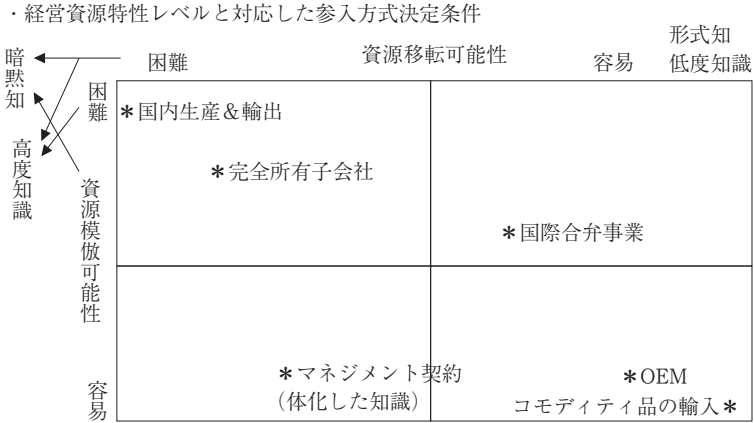 ・経営資源特性レベルと対応した参入方式決定条件
形式知
低度知識
資源移転可能性
困難
容易
暗黙知
高度知識
困難
資源模倣可能性
容易
＊国内生産＆輸出
＊完全所有子会社
＊国際合弁事業
＊マネジメント契約
（体化した知識）
＊OEM
コモディティ品の輸入＊